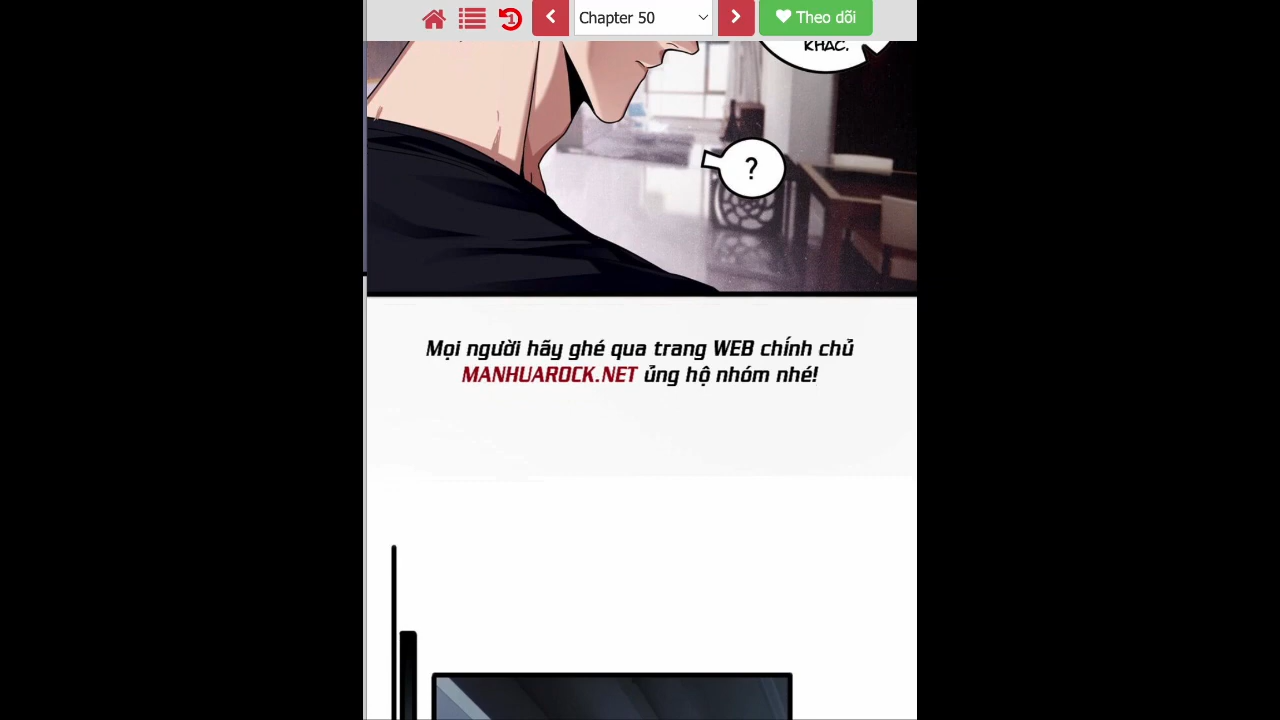 1
Chapter 50
Theo dõi
KHÁC.
?
Mọi người hãy ghé qua trang WEB chính chủ
MANHUAROCK.NET ủng hộ nhóm nhé!